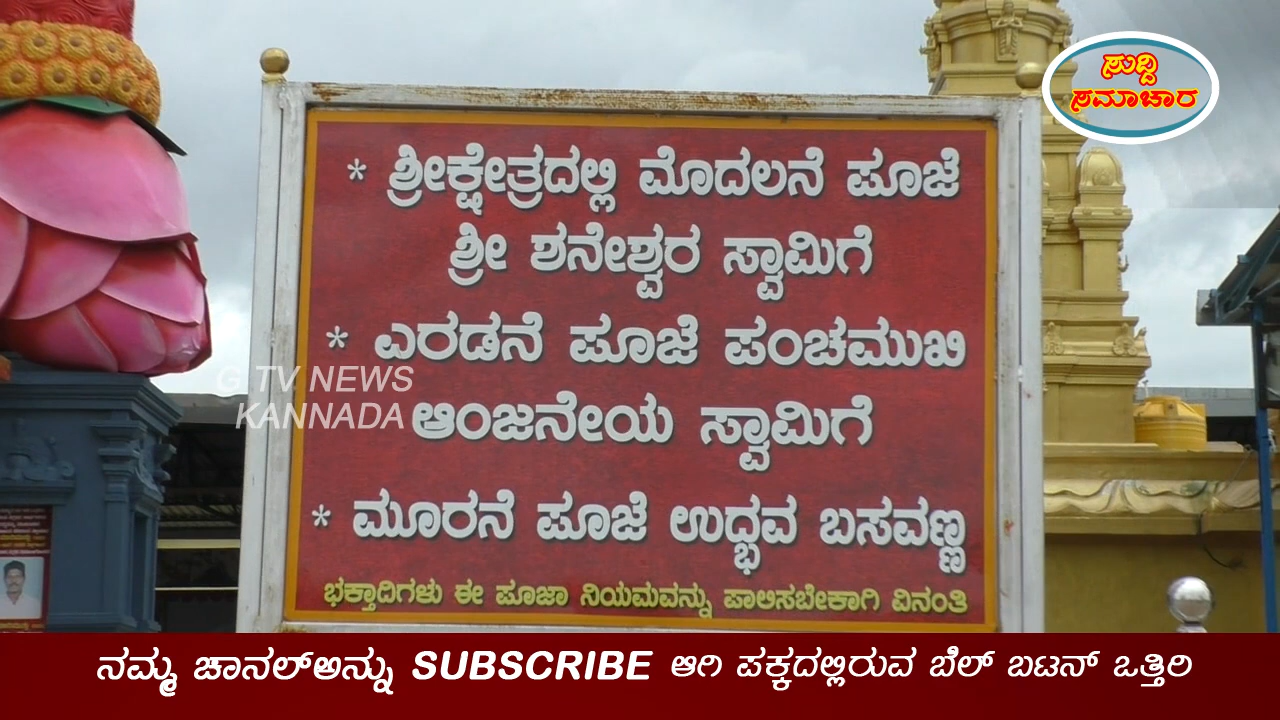 ಸುದ್ದಿ
ಸಮಾಚಾರ
* ಶ್ರೀಕ್ಷೇತ್ರದಲ್ಲಿ ಮೊದಲನೆ ಪೂಜೆ
ಶ್ರೀ ಶನೇಶ್ವರ ಸ್ವಾಮಿಗೆ
* ಎರಡನೆ ಪೂಜೆ ಪಂಚಮುಖಿ
G TV NEWS
KANNADA
ಆಂಜನೇಯ ಸ್ವಾಮಿಗೆ
* ಮೂರನೆ ಪೂಜೆ ಉದ್ಭವ ಬಸವಣ್ಣ
ಭಕ್ತಾದಿಗಳು ಈ ಪೂಜಾ ನಿಯಮವನ್ನು ಪಾಲಿಸಬೇಕಾಗಿ ವಿನಂತಿ
ನಮ್ಮ ಚಾನಲ್‌ಅನ್ನು SUBSCRIBE ಆಗಿ ಪಕ್ಕದಲ್ಲಿರುವ ಬೆಲ್ ಬಟನ್ ಒತ್ತಿರಿ